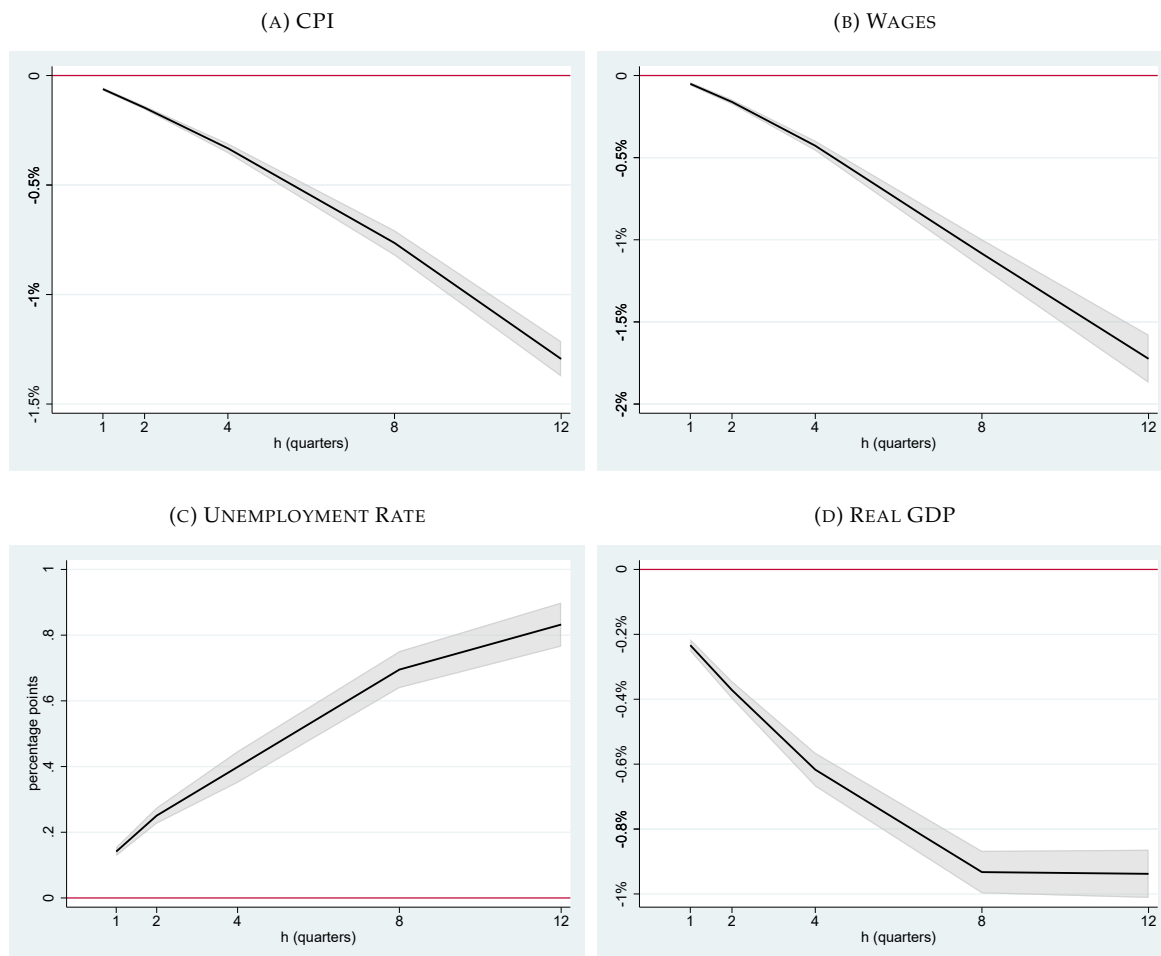 (A) CPI
0
-0.5%
-1%
-1.5%
1 2 4 8 12
h (quarters)
(B) WAGES
0
-0.5%
-1%
-1.5%
-2%
1 2 4 8 12
h (quarters)
(C) UNEMPLOYMENT RATE
percentage points
1
.8
.6
.4
.2
0
1 2 4 8 12
h (quarters)
(D) REAL GDP
0
-0.2%
-0.4%
-0.6%
-0.8%
-1%
1 2 4 8 12
h (quarters)